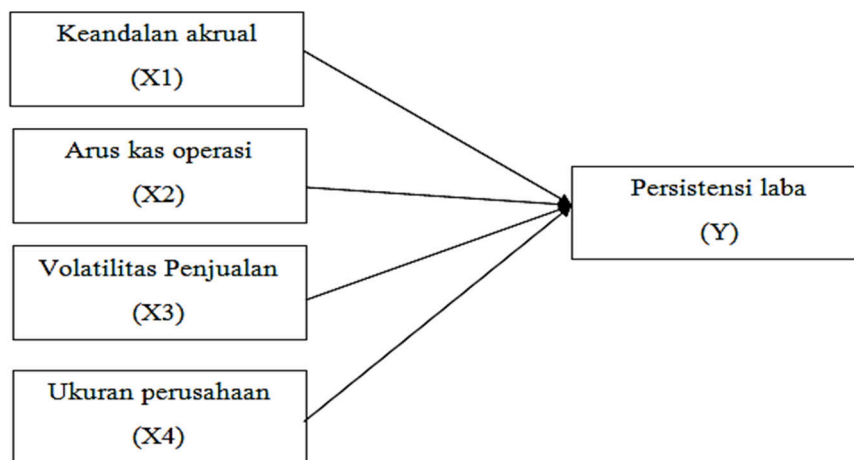 Keandalan akrual
(X1)
Arus kas operasi
(X2)
Volatilitas Penjualan
(X3)
Ukuran perusahaan
(X4)
Persistensi laba
(Y)